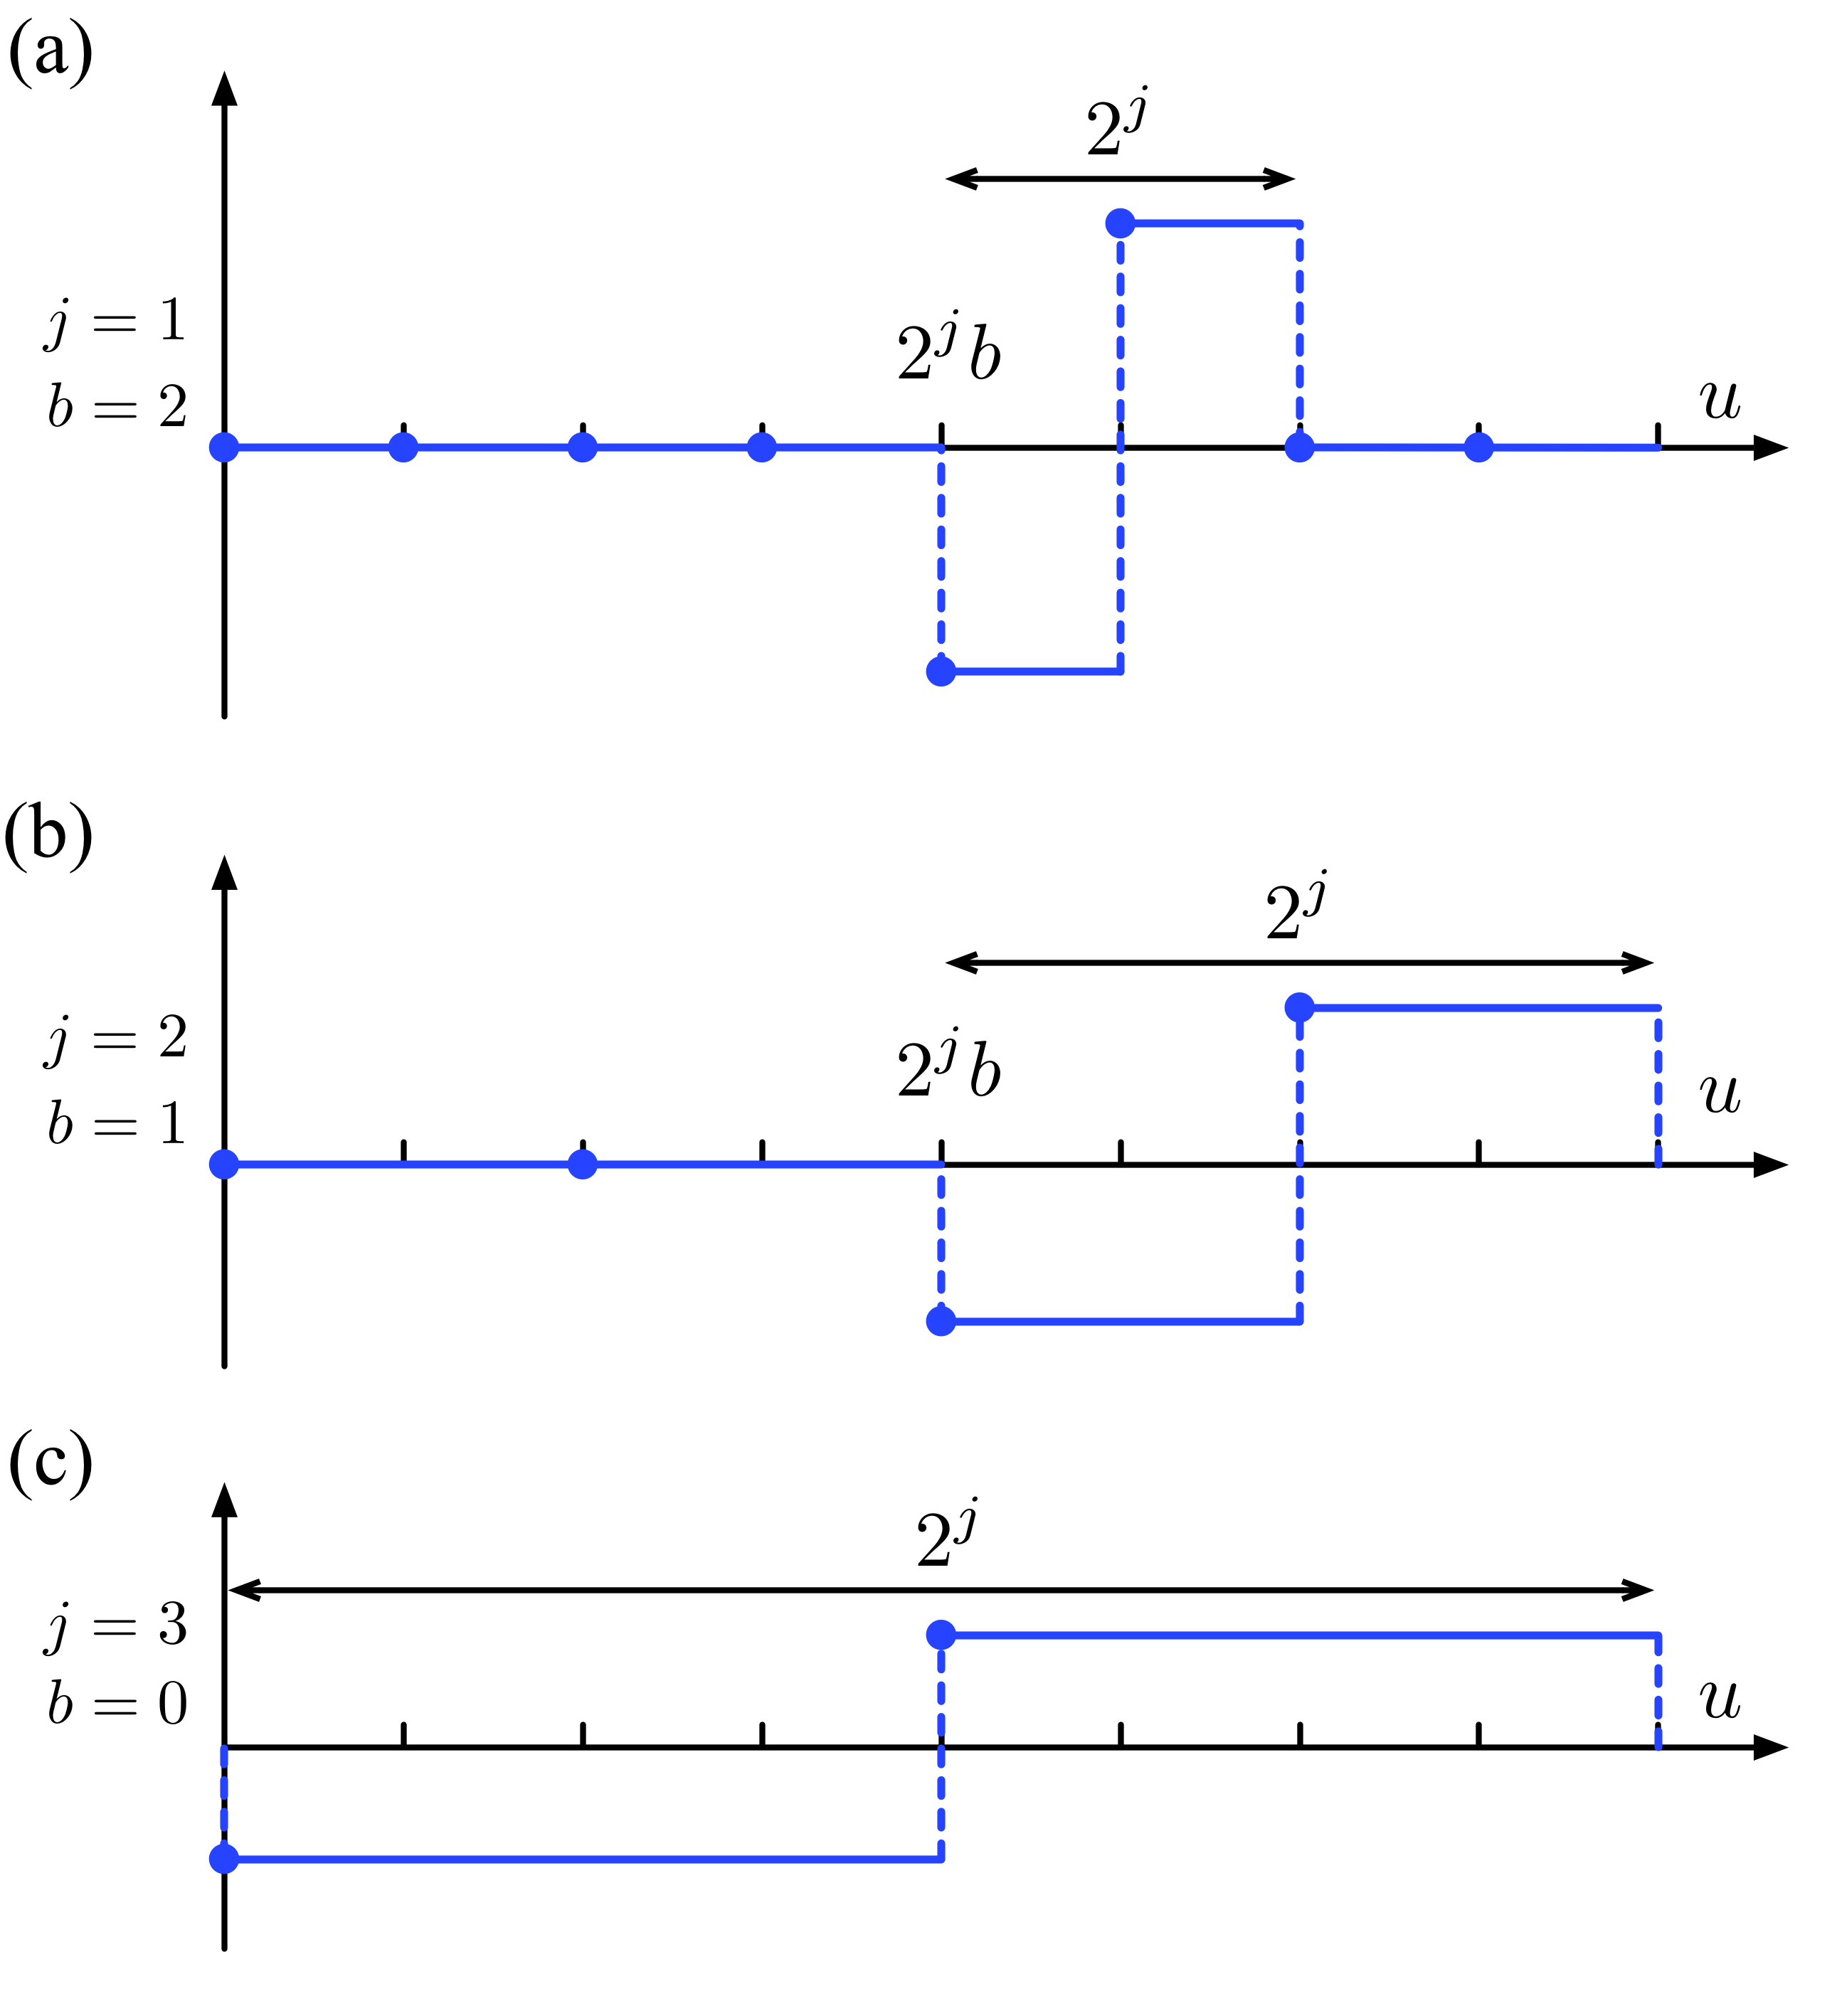 (a)
2^j
j = 1
2^j b
b = 2
u
(b)
2^j
j = 2
2^j b
b = 1
u
(c)
2^j
j = 3
b = 0
u